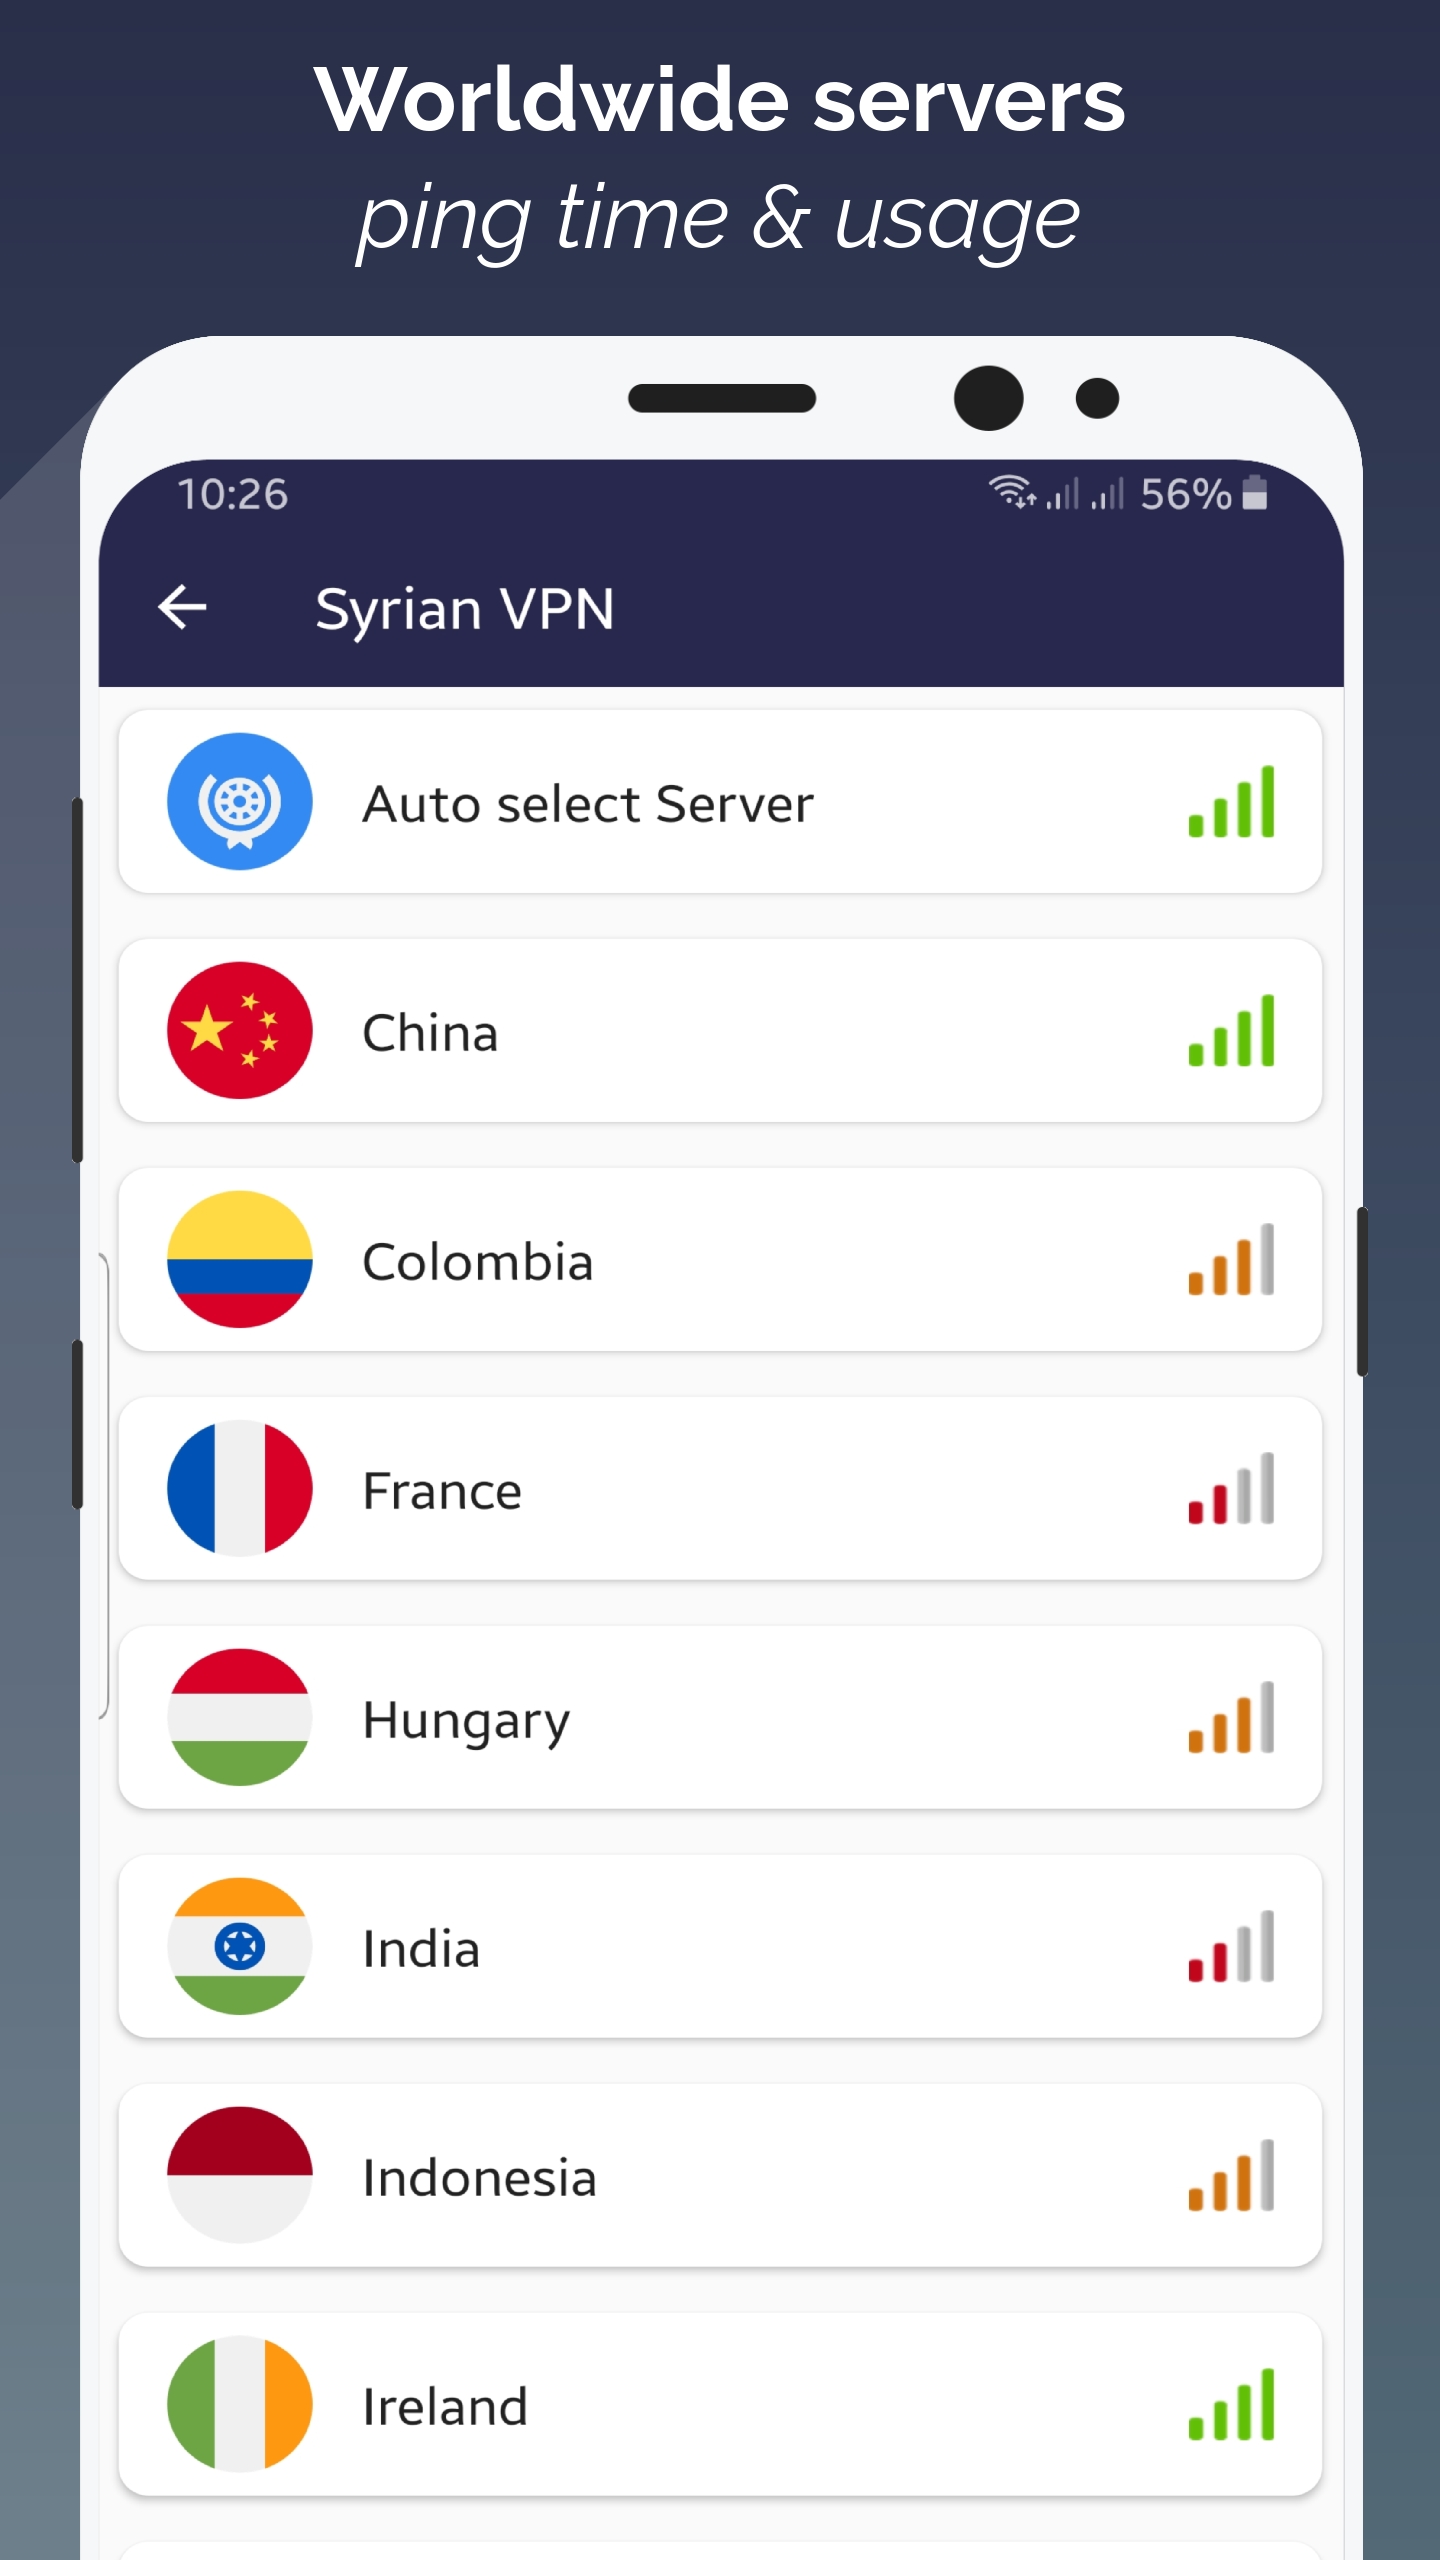 Worldwide servers
ping time & usage
10:26 56%
Syrian VPN
Auto select Server
China
Colombia
France
Hungary
India
Indonesia
Ireland